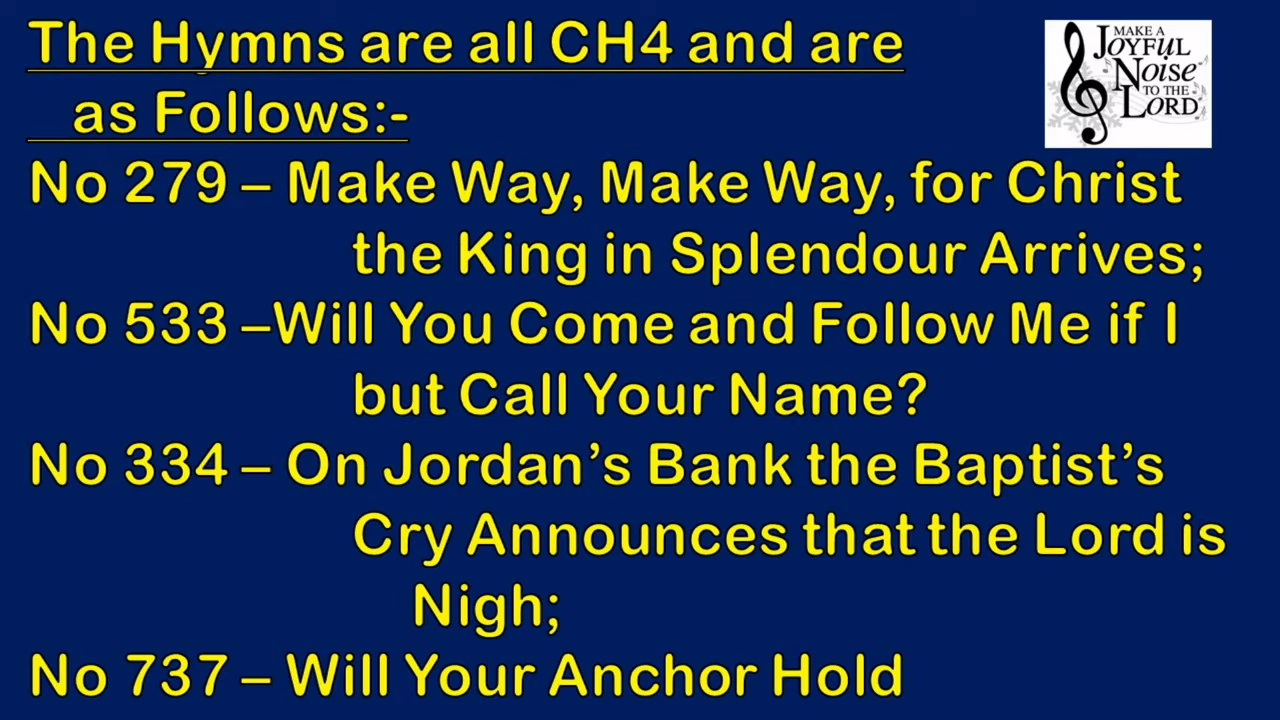 The Hymns are all CH4 and are
as Follows:-
MAKE A
JOYFUL
NOISE
TO THE
LORD
No 279 – Make Way, Make Way, for Christ
the King in Splendour Arrives;
No 533 –Will You Come and Follow Me if I
but Call Your Name?
No 334 – On Jordan’s Bank the Baptist’s
Cry Announces that the Lord is
Nigh;
No 737 – Will Your Anchor Hold